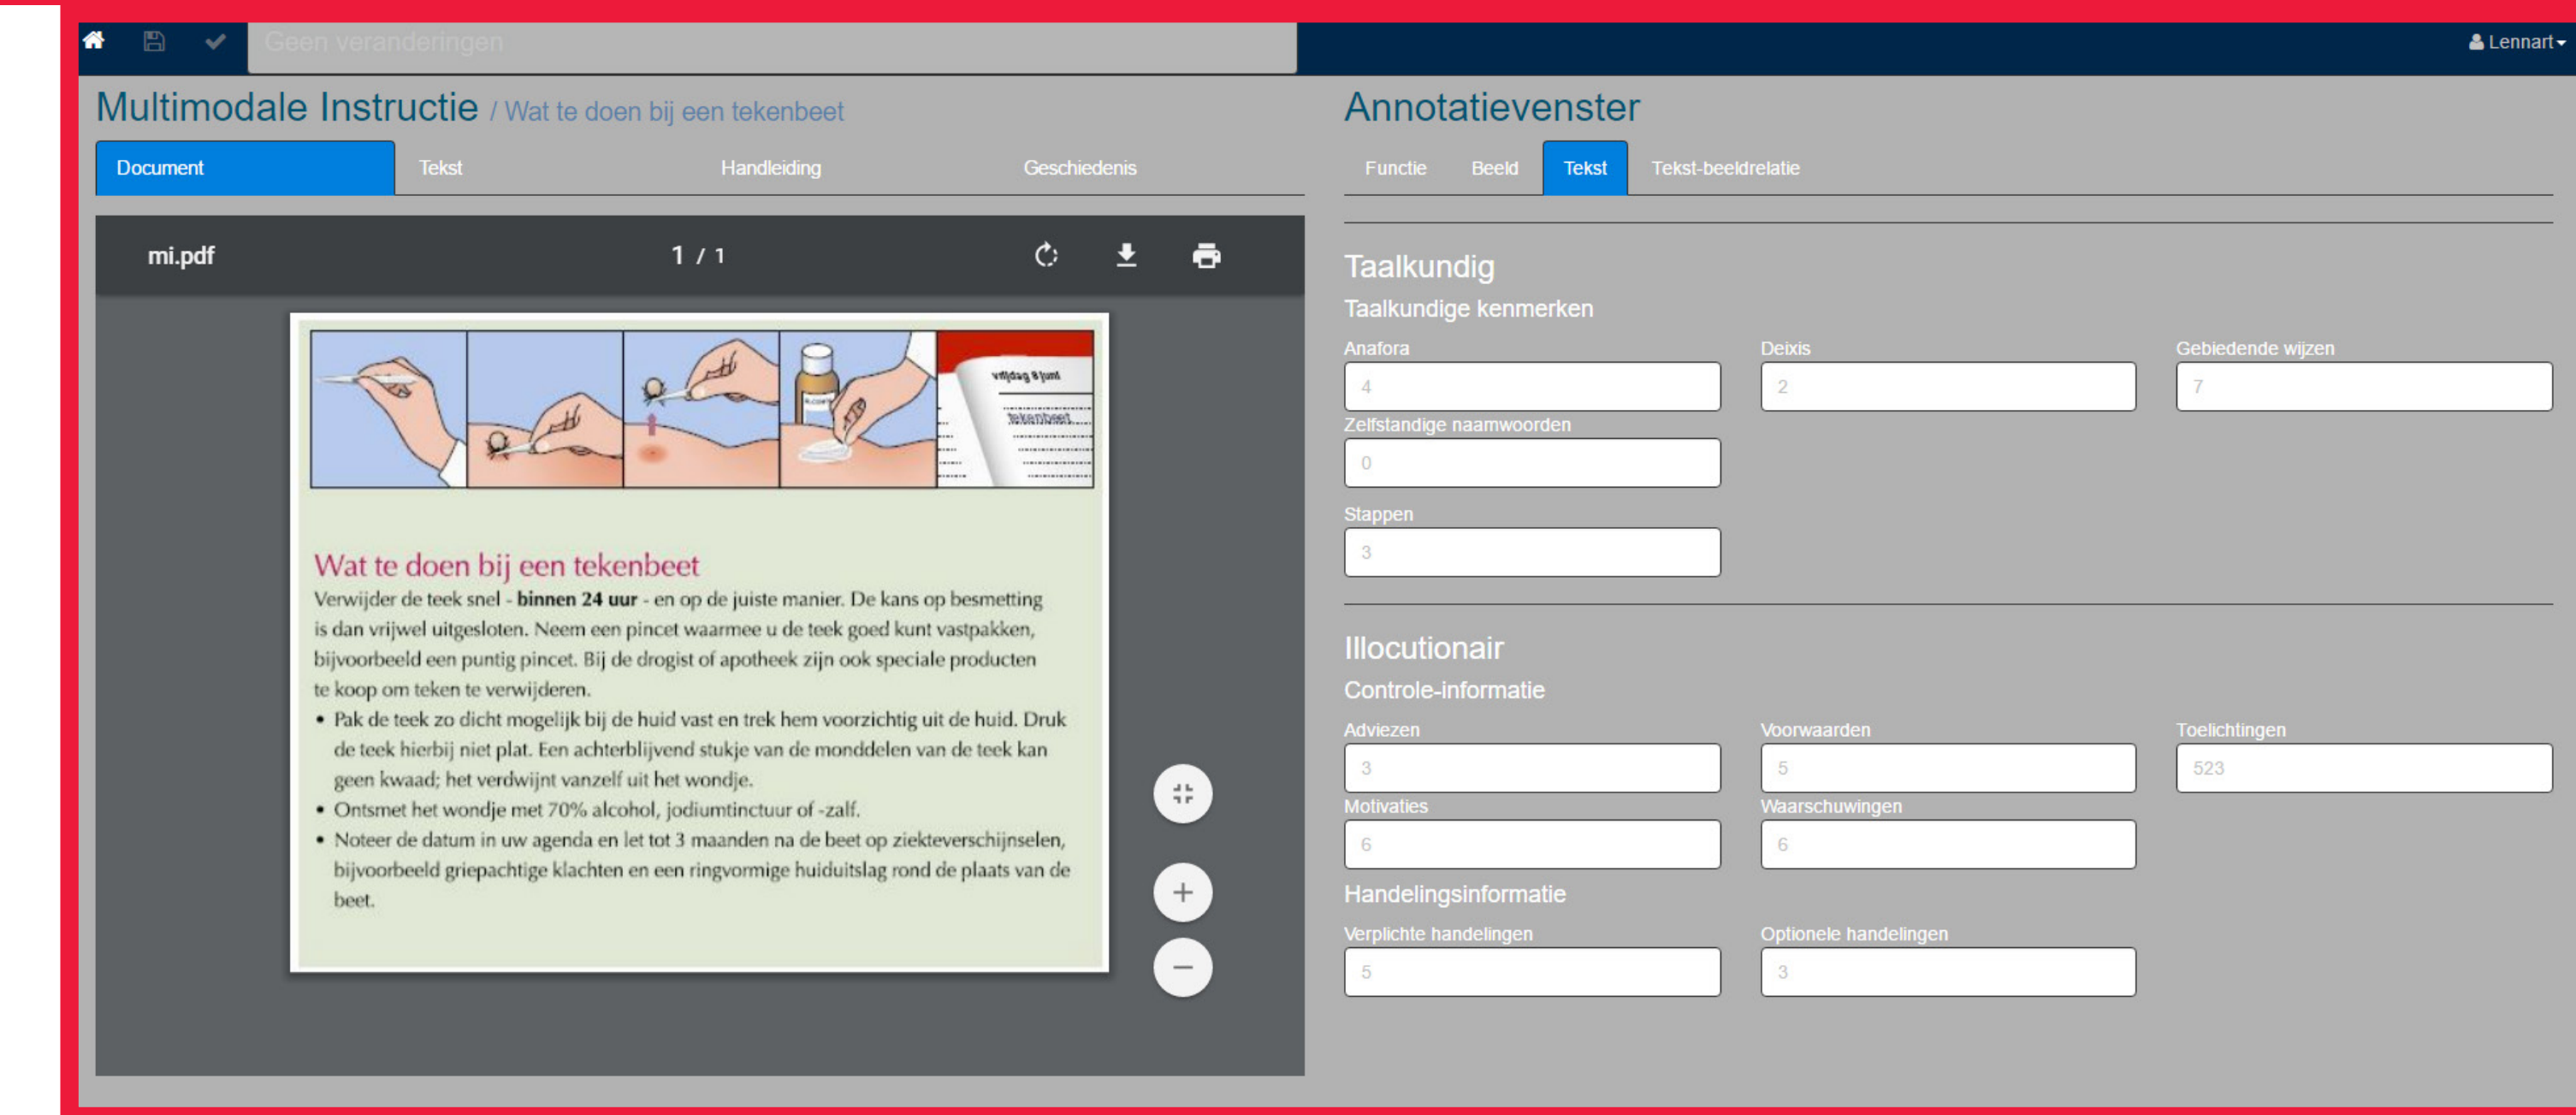 Geen veranderingen
Lennart
Multimodale Instructie / Wat te doen bij een tekenbeet
Document Tekst Handleiding Geschiedenis
mi.pdf 1 / 1
vrijdag 8 juni
tekenbeet
Wat te doen bij een tekenbeet
Verwijder de teek snel - binnen 24 uur - en op de juiste manier. De kans op besmetting
is dan vrijwel uitgesloten. Neem een pincet waarmee u de teek goed kunt vastpakken,
bijvoorbeeld een puntig pincet. Bij de drogist of apotheek zijn ook speciale producten
te koop om teken te verwijderen.
• Pak de teek zo dicht mogelijk bij de huid vast en trek hem voorzichtig uit de huid. Druk
de teek hierbij niet plat. Een achterblijvend stukje van de monddelen van de teek kan
geen kwaad; het verdwijnt vanzelf uit het wondje.
• Ontsmet het wondje met 70% alcohol, jodiumtinctuur of -zalf.
• Noteer de datum in uw agenda en let tot 3 maanden na de beet op ziekteverschijnselen,
bijvoorbeeld griepachtige klachten en een ringvormige huiduitslag rond de plaats van de
beet.
Annotatievenster
Functie Beeld Tekst Tekst-beeldrelatie
Taalkundig
Taalkundige kenmerken
Anafora Deixis Gebiedende wijzen
4 2 7
Zelfstandige naamwoorden
0
Stappen
3
Illocutionair
Controle-informatie
Adviezen Voorwaarden Toelichtingen
3 5 523
Motivaties Waarschuwingen
6 6
Handelingsinformatie
Verplichte handelingen Optionele handelingen
5 3